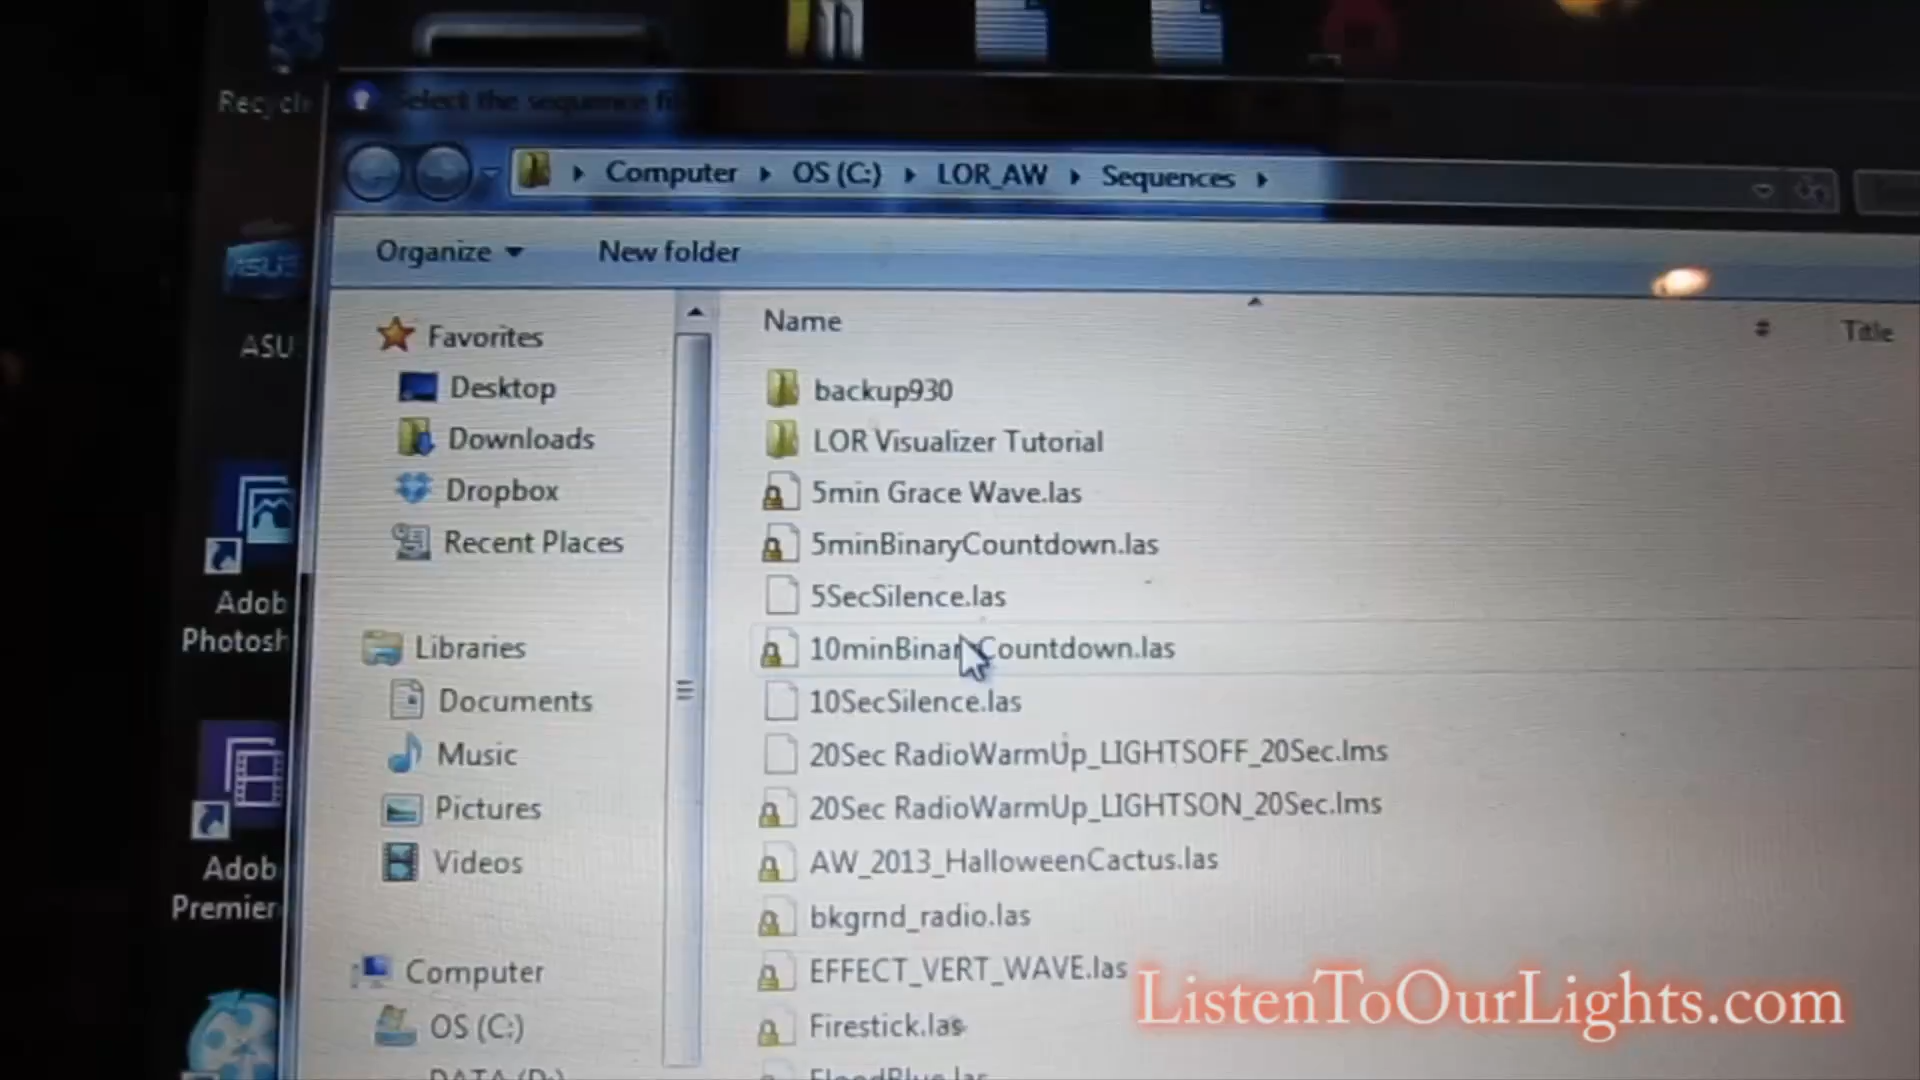 Recycle
Select the sequence fi
Computer OS (C:) LOR_AW Sequences
Organize New folder
ASU
Favorites
Desktop
Downloads
Dropbox
Recent Places
Libraries
Documents
Music
Pictures
Videos
Computer
OS (C:)
DATA (D:)
Name # Title
backup930
LOR Visualizer Tutorial
5min Grace Wave.las
5minBinaryCountdown.las
5SecSilence.las
10minBinaryCountdown.las
10SecSilence.las
20Sec RadioWarmUp_LIGHTSOFF_20Sec.lms
20Sec RadioWarmUp_LIGHTSON_20Sec.lms
AW_2013_HalloweenCactus.las
bkgrnd_radio.las
EFFECT_VERT_WAVE.las
Firestick.las
FloodBlue.las
Adob
Photosh
Adob
Premier
ListenToOurLights.com